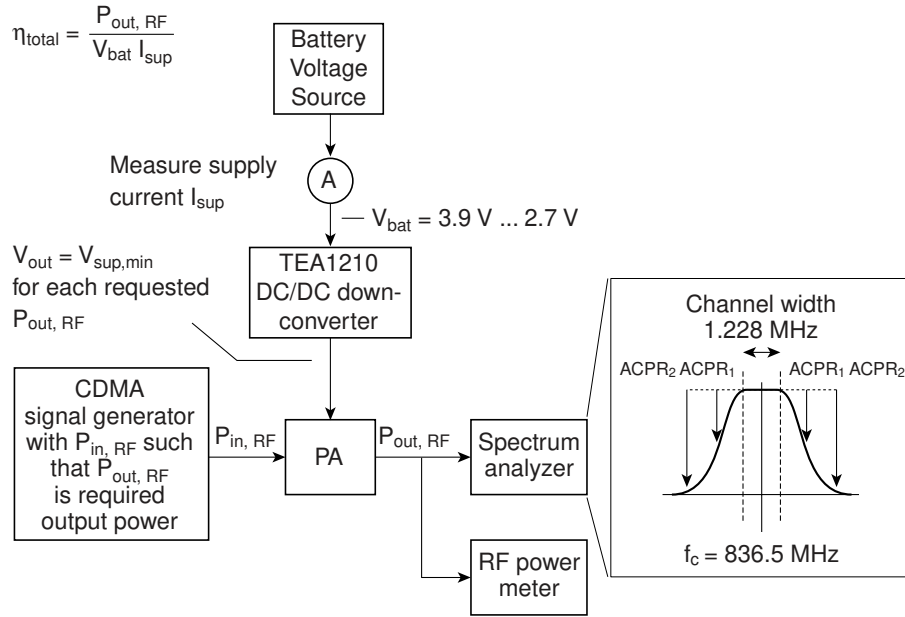 η_total = P_out, RF / V_bat I_sup
Battery
Voltage
Source
Measure supply
current I_sup
A
V_bat = 3.9 V ... 2.7 V
V_out = V_sup,min
for each requested
P_out, RF
TEA1210
DC/DC down-
converter
CDMA
signal generator
with P_in, RF such
that P_out, RF
is required
output power
P_in, RF
PA
P_out, RF
Spectrum
analyzer
RF power
meter
Channel width
1.228 MHz
ACPR₂ ACPR₁ ACPR₁ ACPR₂
f_c = 836.5 MHz